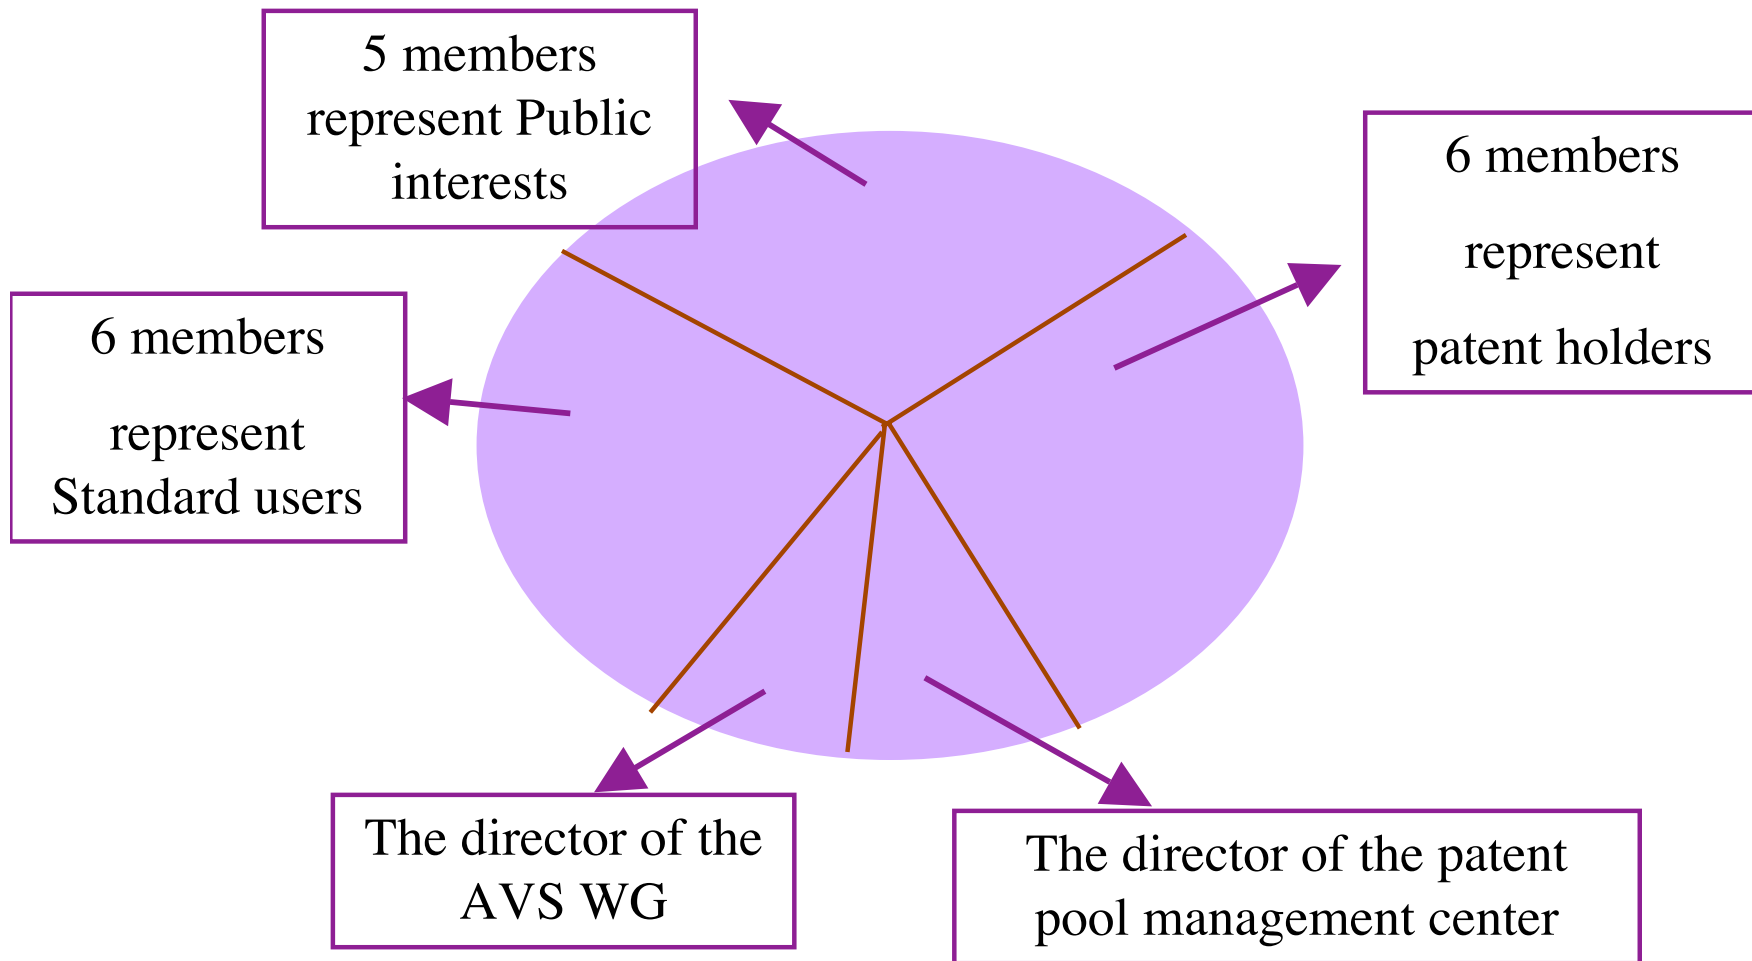 5 members
represent Public
interests
6 members
represent
patent holders
6 members
represent
Standard users
The director of the
AVS WG
The director of the patent
pool management center